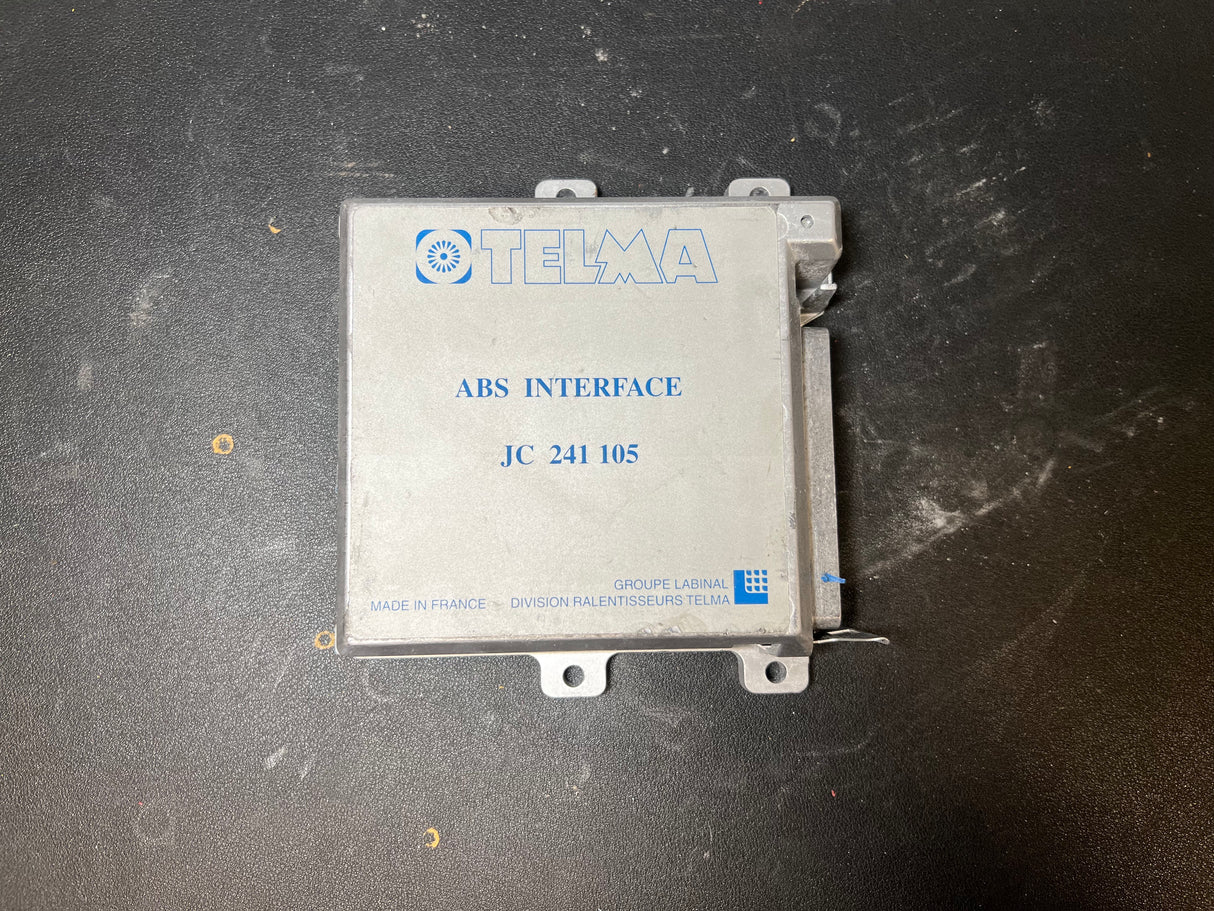 TELMA
ABS INTERFACE
JC 241 105
GROUPE LABINAL
MADE IN FRANCE DIVISION RALENTISSEURS TELMA